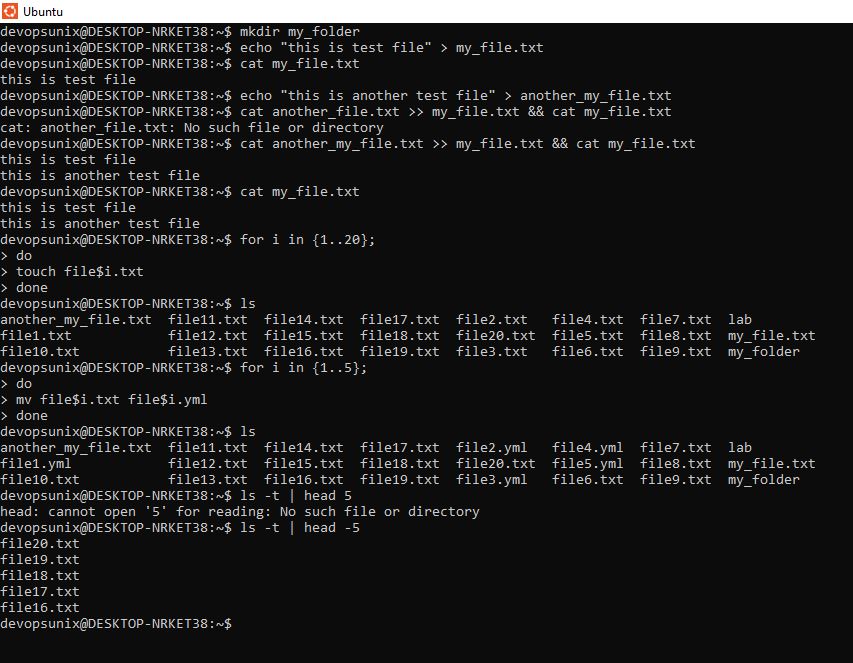 Ubuntu
devopsunix@DESKTOP-NRKET38:~$ mkdir my_folder
devopsunix@DESKTOP-NRKET38:~$ echo "this is test file" > my_file.txt
devopsunix@DESKTOP-NRKET38:~$ cat my_file.txt
this is test file
devopsunix@DESKTOP-NRKET38:~$ echo "this is another test file" > another_my_file.txt
devopsunix@DESKTOP-NRKET38:~$ cat another_file.txt >> my_file.txt && cat my_file.txt
cat: another_file.txt: No such file or directory
devopsunix@DESKTOP-NRKET38:~$ cat another_my_file.txt >> my_file.txt && cat my_file.txt
this is test file
this is another test file
devopsunix@DESKTOP-NRKET38:~$ cat my_file.txt
this is test file
this is another test file
devopsunix@DESKTOP-NRKET38:~$ for i in {1..20};
> do
> touch file$i.txt
> done
devopsunix@DESKTOP-NRKET38:~$ ls
another_my_file.txt  file11.txt  file14.txt  file17.txt  file2.txt   file4.txt  file7.txt  lab
file1.txt            file12.txt  file15.txt  file18.txt  file20.txt  file5.txt  file8.txt  my_file.txt
file10.txt           file13.txt  file16.txt  file19.txt  file3.txt   file6.txt  file9.txt  my_folder
devopsunix@DESKTOP-NRKET38:~$ for i in {1..5};
> do
> mv file$i.txt file$i.yml
> done
devopsunix@DESKTOP-NRKET38:~$ ls
another_my_file.txt  file11.txt  file14.txt  file17.txt  file2.yml   file4.yml  file7.txt  lab
file1.yml            file12.txt  file15.txt  file18.txt  file20.txt  file5.yml  file8.txt  my_file.txt
file10.txt           file13.txt  file16.txt  file19.txt  file3.yml   file6.txt  file9.txt  my_folder
devopsunix@DESKTOP-NRKET38:~$ ls -t | head 5
head: cannot open '5' for reading: No such file or directory
devopsunix@DESKTOP-NRKET38:~$ ls -t | head -5
file20.txt
file19.txt
file18.txt
file17.txt
file16.txt
devopsunix@DESKTOP-NRKET38:~$